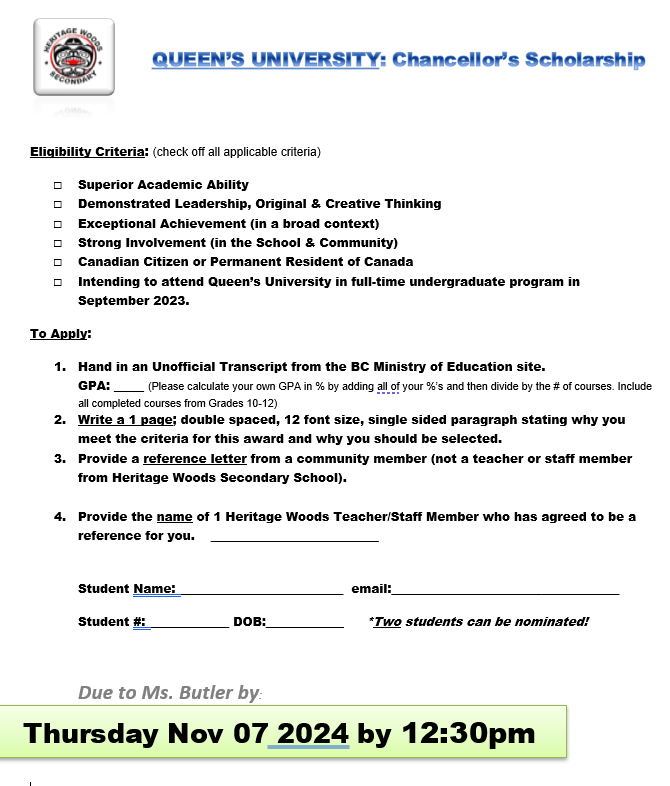 HERITAGE WOODS
SECONDARY
QUEEN'S UNIVERSITY: Chancellor's Scholarship
Eligibility Criteria: (check off all applicable criteria)
□ Superior Academic Ability
□ Demonstrated Leadership, Original & Creative Thinking
□ Exceptional Achievement (in a broad context)
□ Strong Involvement (in the School & Community)
□ Canadian Citizen or Permanent Resident of Canada
□ Intending to attend Queen's University in full-time undergraduate program in
September 2023.
To Apply:
1. Hand in an Unofficial Transcript from the BC Ministry of Education site.
GPA: _____ (Please calculate your own GPA in % by adding all of your %'s and then divide by the # of courses. Include
all completed courses from Grades 10-12)
2. Write a 1 page; double spaced, 12 font size, single sided paragraph stating why you
meet the criteria for this award and why you should be selected.
3. Provide a reference letter from a community member (not a teacher or staff member
from Heritage Woods Secondary School).
4. Provide the name of 1 Heritage Woods Teacher/Staff Member who has agreed to be a
reference for you. _________________________
Student Name: _________________________ email:___________________________________
Student #: ____________ DOB:____________ *Two students can be nominated!
Due to Ms. Butler by:
Thursday Nov 07 2024 by 12:30pm